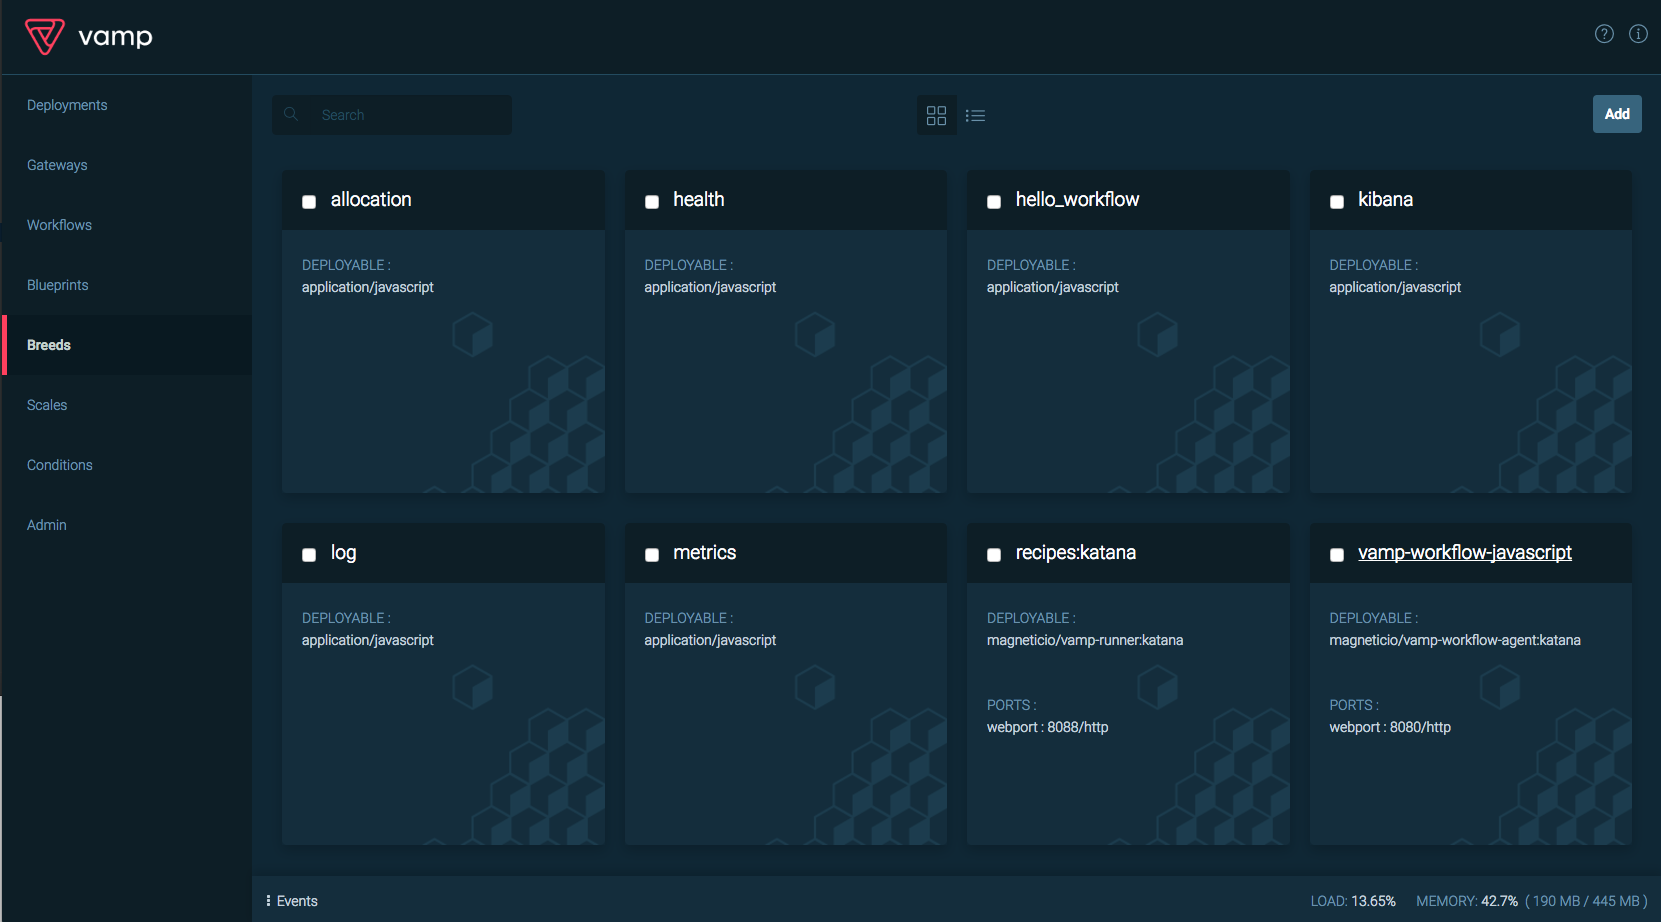 vamp
Deployments
Gateways
Workflows
Blueprints
Breeds
Scales
Conditions
Admin
Search
Add
allocation
DEPLOYABLE :
application/javascript
health
DEPLOYABLE :
application/javascript
hello_workflow
DEPLOYABLE :
application/javascript
kibana
DEPLOYABLE :
application/javascript
log
DEPLOYABLE :
application/javascript
metrics
DEPLOYABLE :
application/javascript
recipes:katana
DEPLOYABLE :
magneticio/vamp-runner:katana
PORTS :
webport : 8088/http
vamp-workflow-javascript
DEPLOYABLE :
magneticio/vamp-workflow-agent:katana
PORTS :
webport : 8080/http
Events
LOAD: 13.65% MEMORY: 42.7% ( 190 MB / 445 MB )